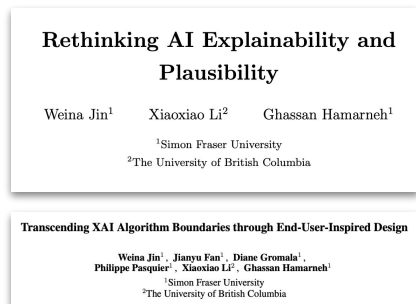 Rethinking AI Explainability and
Plausibility
Weina Jin¹ Xiaoxiao Li² Ghassan Hamarneh¹
¹Simon Fraser University
²The University of British Columbia
Transcending XAI Algorithm Boundaries through End-User-Inspired Design
Weina Jin¹, Jianyu Fan¹, Diane Gromala¹,
Philippe Pasquier¹, Xiaoxiao Li², Ghassan Hamarneh¹
¹Simon Fraser University
²The University of British Columbia